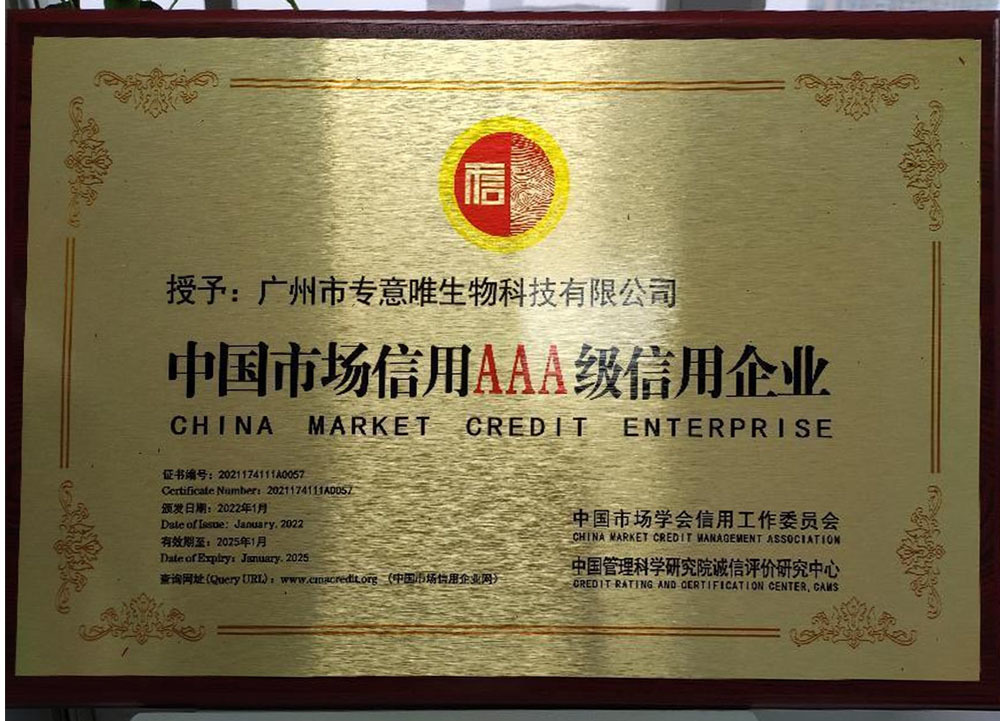 信
授予：广州市专意唯生物科技有限公司
中国市场信用AAA级信用企业
CHINA MARKET CREDIT ENTERPRISE
证书编号：2021174111A0057
Certificate Number：2021174111A0057
颁发日期：2022年1月
Date of Issue：January. 2022
有效期至：2025年1月
Date of Expiry：January. 2025
查询网址(Query URL)：www.cmscredit.org （中国市场信用企业网）
中国市场学会信用工作委员会
CHINA MARKET CREDIT MANAGEMENT ASSOCIATION
中国管理科学研究院诚信评价研究中心
CREDIT RATING AND CERTIFICATION CENTER, CAMS